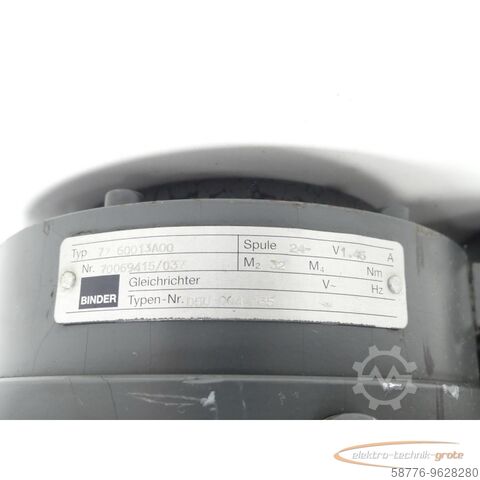 Typ 77 60013A00 Spule 24- V 1.46 A
Nr. 70069415/037 M2 32 M4 Nm
BINDER Gleichrichter V~ Hz
Typen-Nr.
elektro-technik-grote
58776-9628280